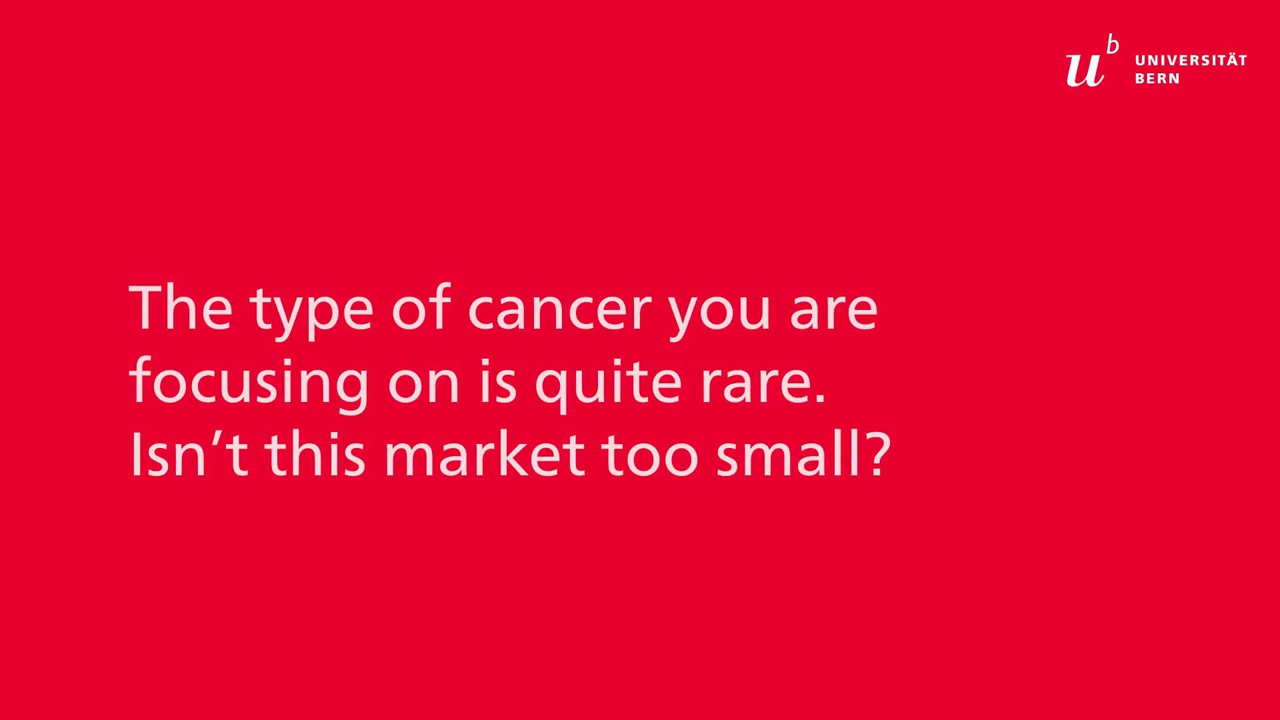 u
b
UNIVERSITÄT
BERN
The type of cancer you are
focusing on is quite rare.
Isn’t this market too small?